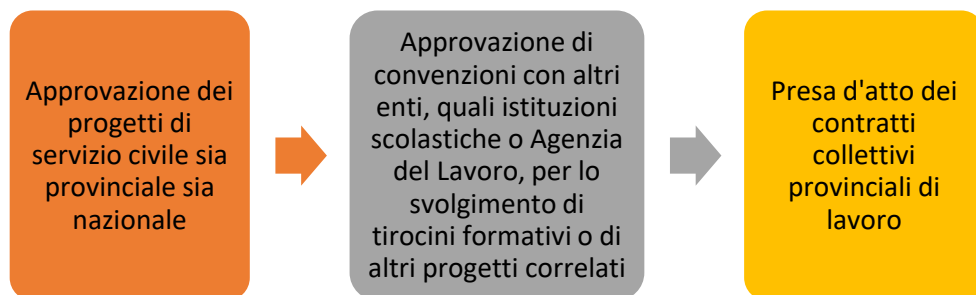 Approvazione dei
progetti di
servizio civile sia
provinciale sia
nazionale
Approvazione di
convenzioni con altri
enti, quali istituzioni
scolastiche o Agenzia
del Lavoro, per lo
svolgimento di
tirocini formativi o di
altri progetti correlati
Presa d'atto dei
contratti
collettivi
provinciali di
lavoro